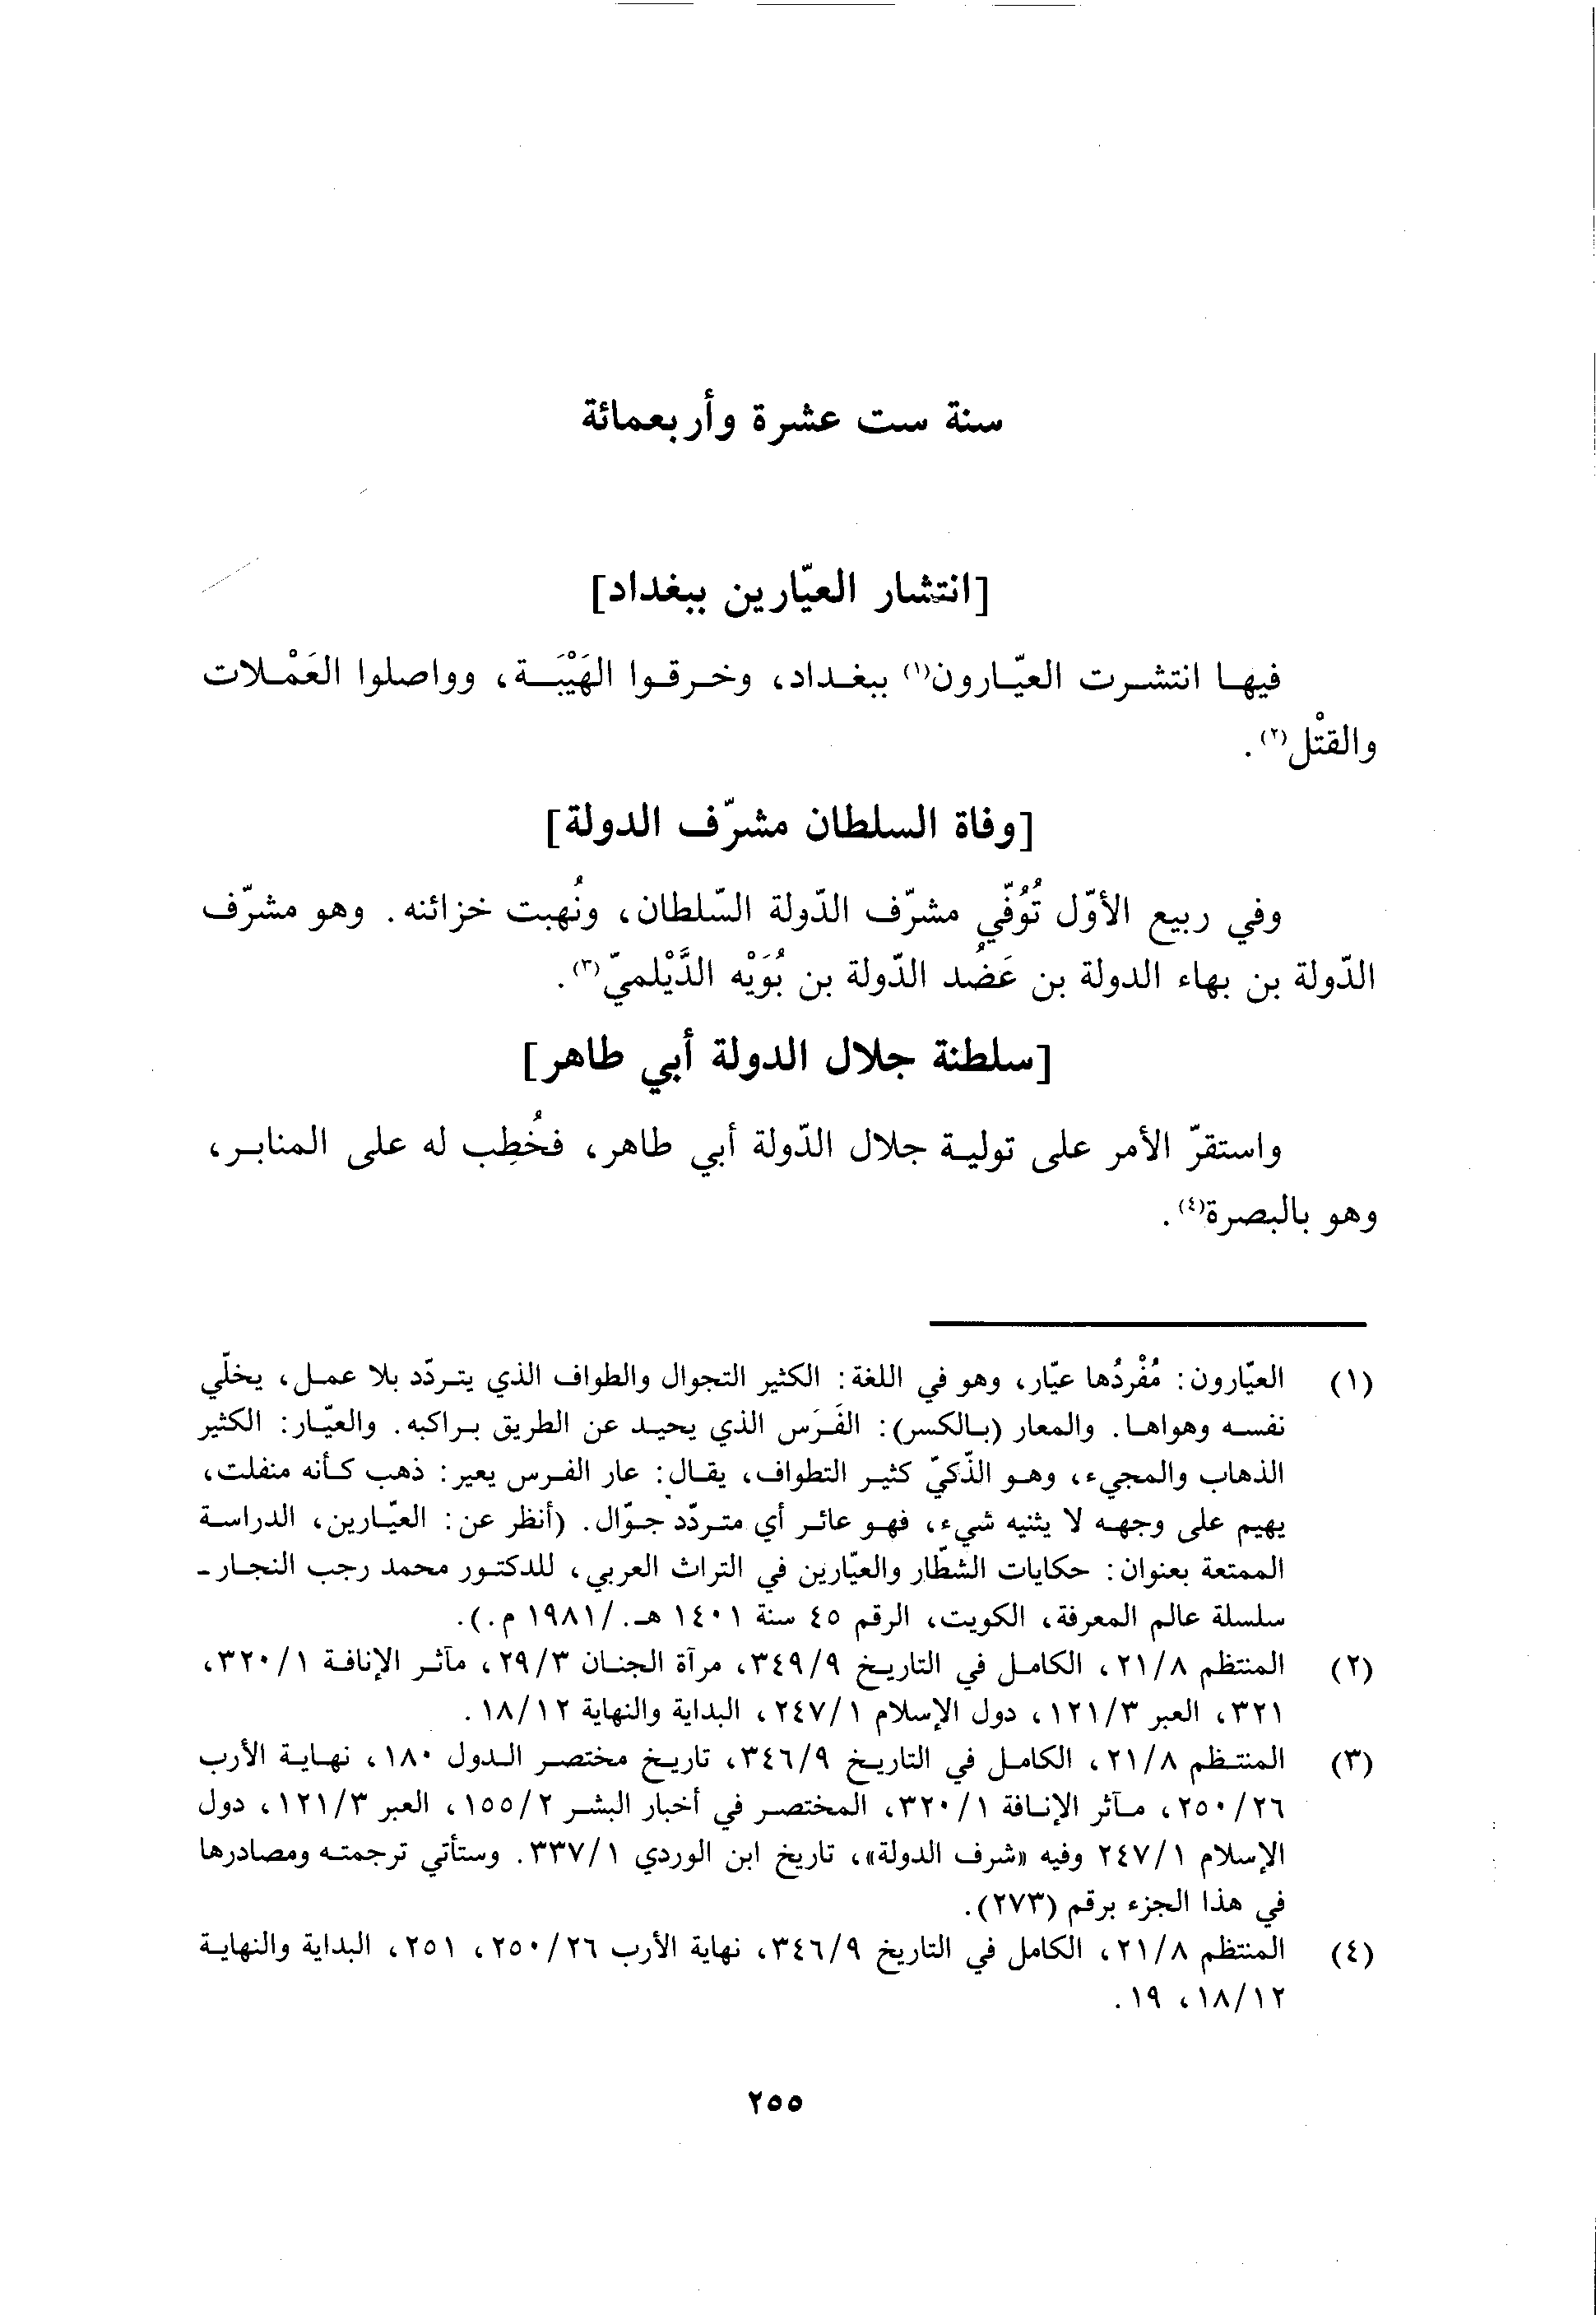 سنة ست عشرة وأربعمائة
[انتشار العيّارين ببغداد]
فيها انتشرت العيّارون(١) ببغداد، وخرقوا الهَيْبَة، وواصلوا العَمْلات
والقتْل(٢).
[وفاة السلطان مشرّف الدولة]
وفي ربيع الأوّل تُوُفّي مشرّف الدّولة السّلطان، ونُهبت خزائنه. وهو مشرّف
الدّولة بن بهاء الدولة بن عَضُد الدّولة بن بُوَيْه الدَّيْلميّ(٣).
[سلطنة جلال الدولة أبي طاهر]
واستقرّ الأمر على تولية جلال الدّولة أبي طاهر، فخُطِب له على المنابر،
وهو بالبصرة(٤).
(١) العيّارون: مُفْردُها عيّار، وهو في اللغة: الكثير التجوال والطواف الذي يتردّد بلا عمل، يخلّي
نفسه وهواها. والمعار (بالكسر): الفَرَس الذي يحيد عن الطريق براكبه. والعيّار: الكثير
الذهاب والمجيء، وهو الذّكيّ كثير التطواف، يقال: عار الفرس يعير: ذهب كأنه منفلت،
يهيم على وجهه لا يثنيه شيء، فهو عائر أي متردّد جوّال. (أنظر عن: العيّارين، الدراسة
الممتعة بعنوان: حكايات الشطّار والعيّارين في التراث العربي، للدكتور محمد رجب النجار -
سلسلة عالم المعرفة، الكويت، الرقم ٤٥ سنة ١٤٠١ هـ./١٩٨١ م.).
(٢) المنتظم ٢١/٨، الكامل في التاريخ ٣٤٩/٩، مرآة الجنان ٢٩/٣، مآثر الإنافة ٣٢٠/١،
٣٢١، العبر ١٢١/٣، دول الإسلام ٢٤٧/١، البداية والنهاية ١٨/١٢.
(٣) المنتظم ٢١/٨، الكامل في التاريخ ٣٤٦/٩، تاريخ مختصر الدول ١٨٠، نهاية الأرب
٢٥٠/٢٦، مآثر الإنافة ٣٢٠/١، المختصر في أخبار البشر ١٥٥/٢، العبر ١٢١/٣، دول
الإسلام ٢٤٧/١ وفيه «شرف الدولة»، تاريخ ابن الوردي ٣٣٧/١. وستأتي ترجمته ومصادرها
في هذا الجزء برقم (٢٧٣).
(٤) المنتظم ٢١/٨، الكامل في التاريخ ٣٤٦/٩، نهاية الأرب ٢٥٠/٢٦، ٢٥١، البداية والنهاية
١٨/١٢، ١٩.
٢٥٥